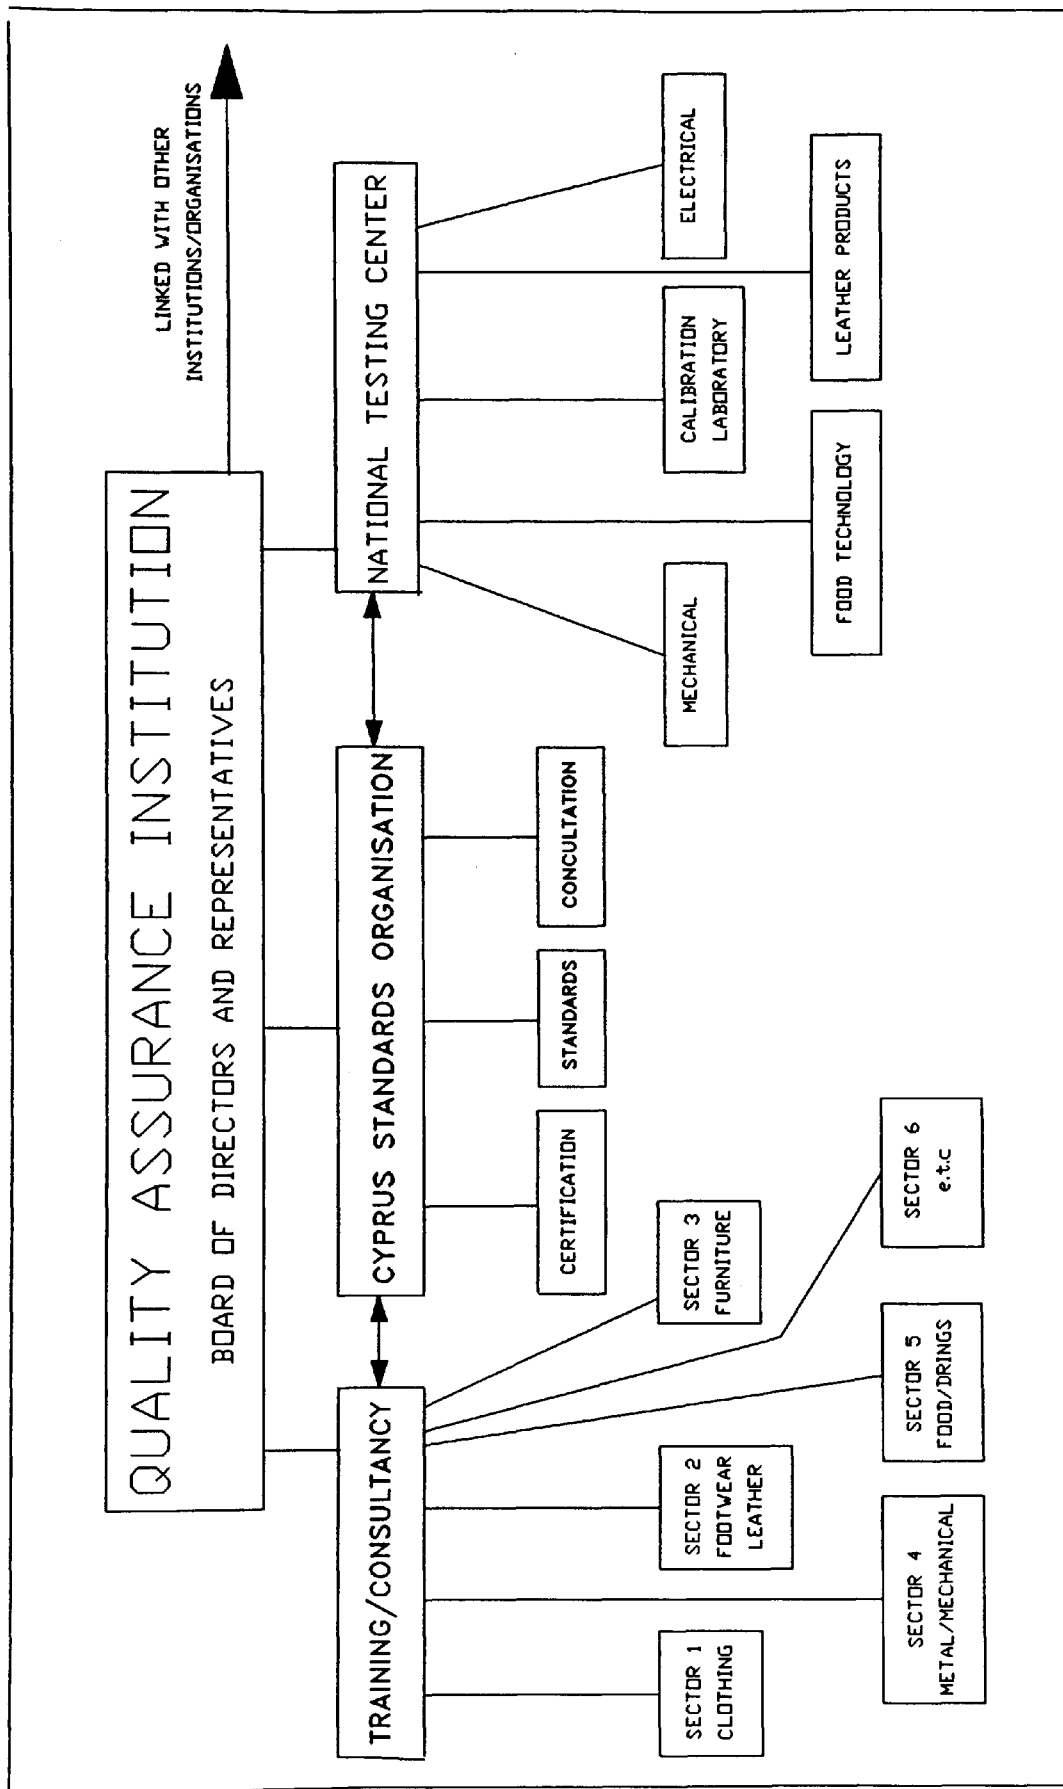 LINKED WITH OTHER
INSTITUTIONS/ORGANISATIONS
QUALITY ASSURANCE INSTITUTION
BOARD OF DIRECTORS AND REPRESENTATIVES
TRAINING/CONSULTANCY
CYPRUS STANDARDS ORGANISATION
NATIONAL TESTING CENTER
CERTIFICATION
STANDARDS
CONCULTATION
SECTOR 1
CLOTHING
SECTOR 2
FOOTWEAR
LEATHER
SECTOR 3
FURNITURE
MECHANICAL
CALIBRATION
LABORATORY
ELECTRICAL
SECTOR 4
METAL/MECHANICAL
SECTOR 5
FOOD/DRINGS
SECTOR 6
e.t.c
FOOD TECHNOLOGY
LEATHER PRODUCTS